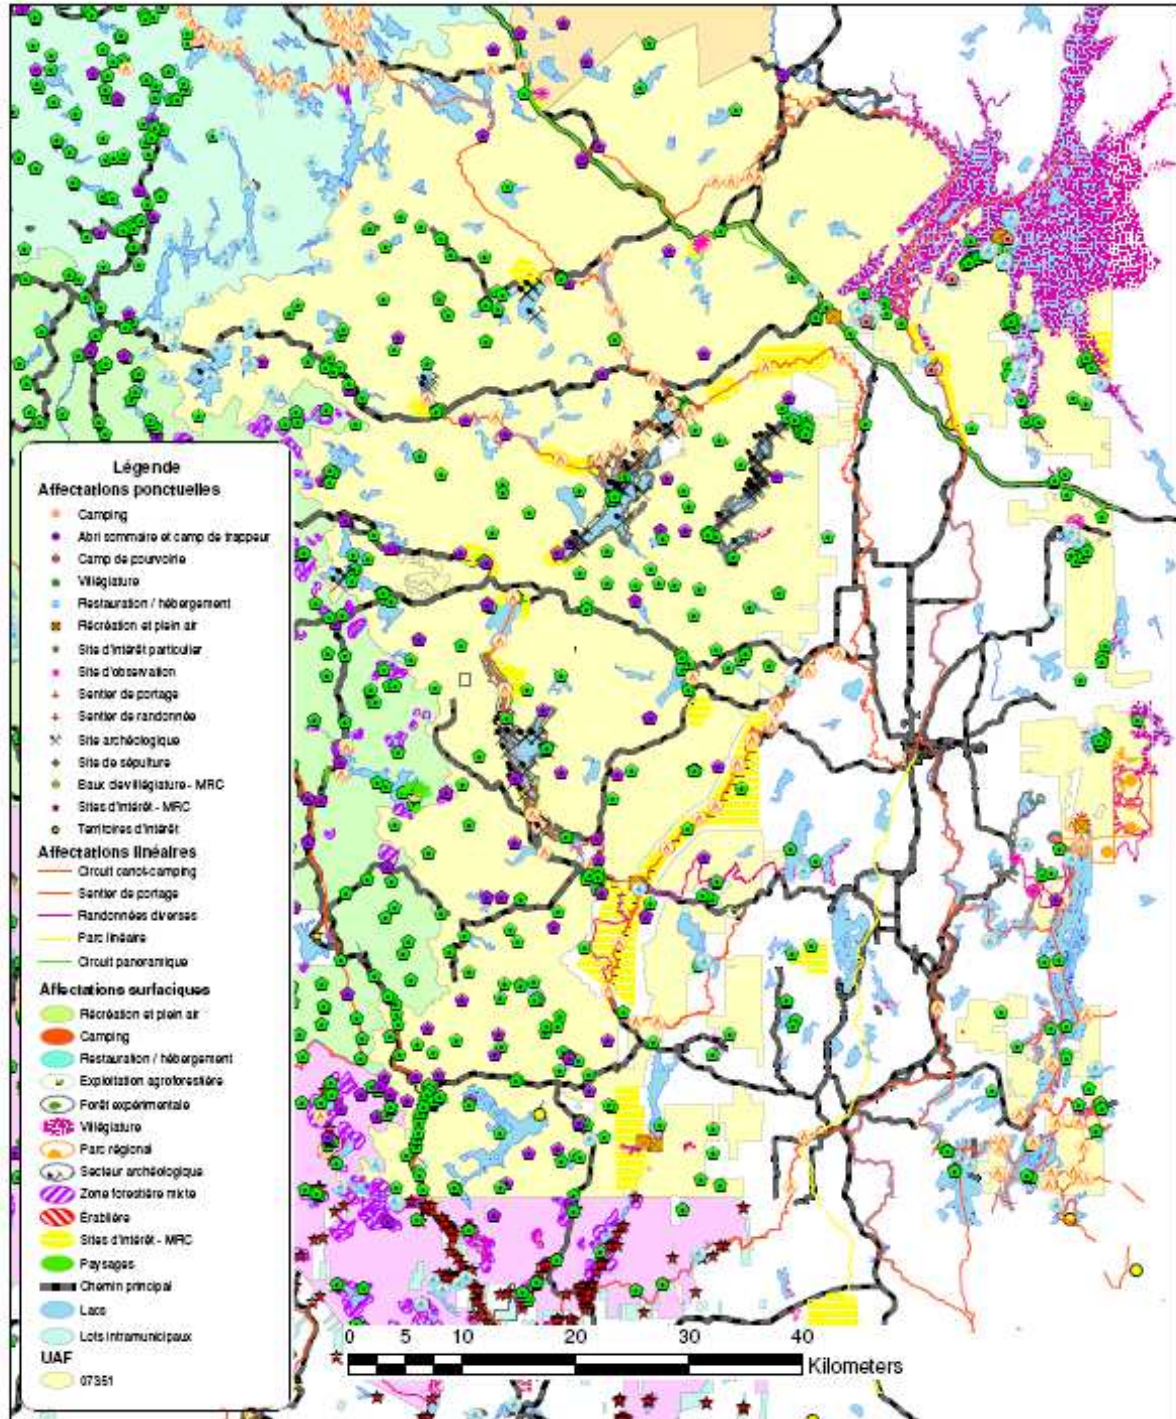 Légende
Affectations ponctuelles
Camping
Abri sommaire et camp de trappeur
Camp de pourvoirie
Villégiature
Restauration / hébergement
Récréation et plein air
Site d'intérêt particulier
Site d'observation
Sentier de portage
Sentier de randonnée
Site archéologique
Site de sépulture
Baux de villégiature - MRC
Sites d'intérêt - MRC
Territoires d'intérêt
Affectations linéaires
Circuit canot-camping
Sentier de portage
Randonnées diverses
Parc linéaire
Circuit panoramique
Affectations surfaciques
Récréation et plein air
Camping
Restauration / hébergement
Exploitation agroforestière
Forêt expérimentale
Villégiature
Parc régional
Secteur archéologique
Zone forestière mixte
Érablière
Sites d'intérêt - MRC
Paysages
Chemin principal
Lacs
Lots intramunicipaux
UAF
07351
0 5 10 20 30 40
Kilometers